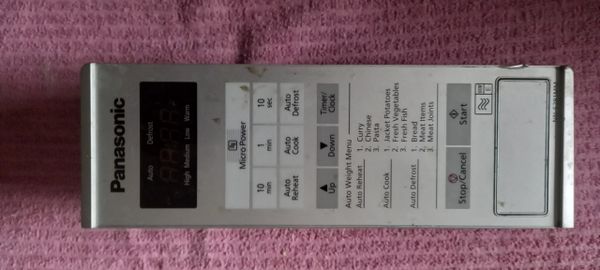 Panasonic
Auto Defrost
High Medium Low Warm
Micro Power
10 min
1 min
10 sec
Auto Reheat
Auto Cook
Auto Defrost
Up
Down
Timer/Clock
Auto Weight Menu
Auto Reheat 1. Curry
2. Chinese
3. Pasta
Auto Cook 1. Jacket Potatoes
2. Fresh Vegetables
3. Fresh Fish
Auto Defrost 1. Bread
2. Meat Items
3. Meat Joints
Stop/Cancel
Start